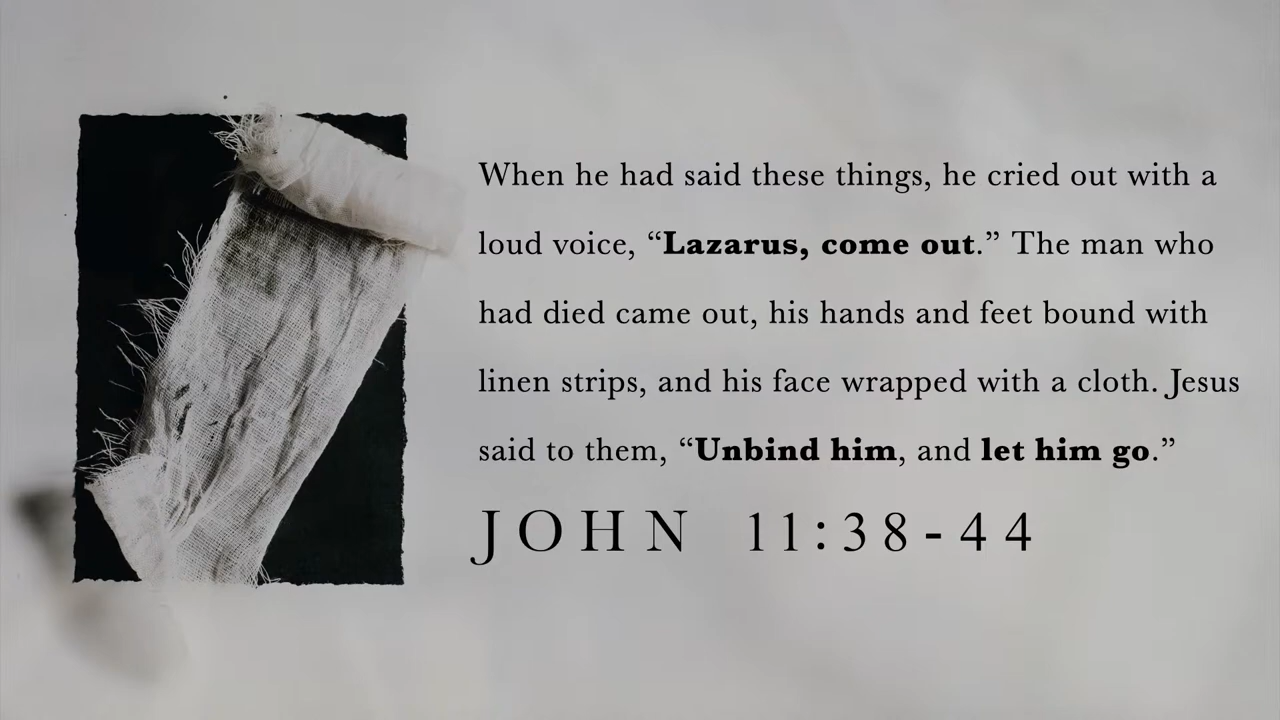 When he had said these things, he cried out with a
loud voice, “Lazarus, come out.” The man who
had died came out, his hands and feet bound with
linen strips, and his face wrapped with a cloth. Jesus
said to them, “Unbind him, and let him go.”
JOHN 11:38-44